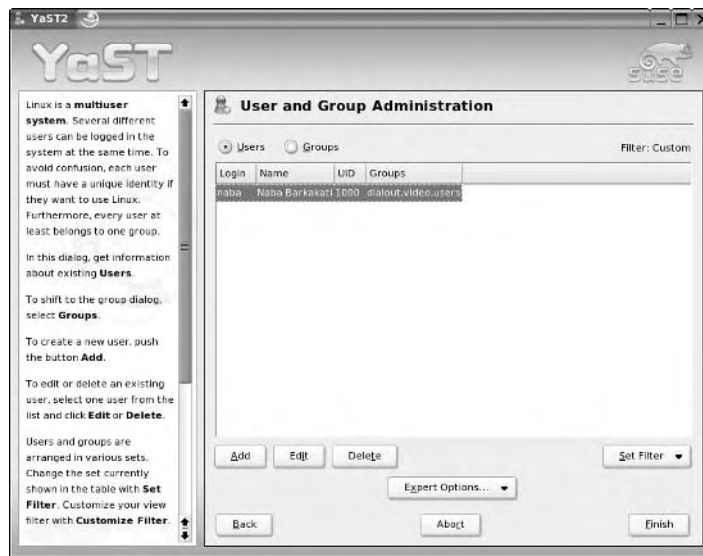 YaST2
YaST
SUSE
Linux is a multiuser
system. Several different
users can be logged in the
system at the same time. To
avoid confusion, each user
must have a unique identity if
they want to use Linux.
Furthermore, every user at
least belongs to one group.
In this dialog, get information
about existing Users.
To shift to the group dialog,
select Groups.
To create a new user, push
the button Add.
To edit or delete an existing
user, select one user from the
list and click Edit or Delete.
Users and groups are
arranged in various sets.
Change the set currently
shown in the table with Set
Filter. Customize your view
filter with Customize Filter.
User and Group Administration
Users Groups Filter: Custom
Login Name UID Groups
naba Naba Barkakati 1000 dialout,video,users
Add Edit Delete Set Filter
Expert Options...
Back Abort Finish